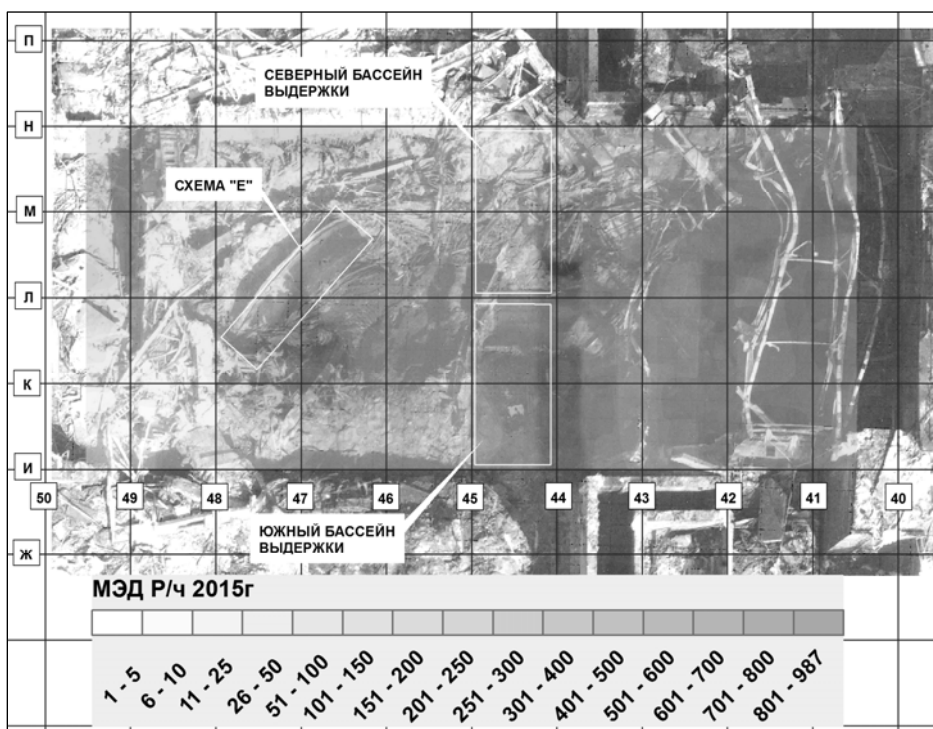 П
СЕВЕРНЫЙ БАССЕЙН
ВЫДЕРЖКИ
Н
СХЕМА "Е"
М
Л
К
И
50 49 48 47 46 45 44 43 42 41 40
ЮЖНЫЙ БАССЕЙН
ВЫДЕРЖКИ
Ж
МЭД Р/ч 2015г
1 - 5
6 - 10
11 - 25
26 - 50
51 - 100
101 - 150
151 - 200
201 - 250
251 - 300
301 - 400
401 - 500
501 - 600
601 - 700
701 - 800
801 - 987